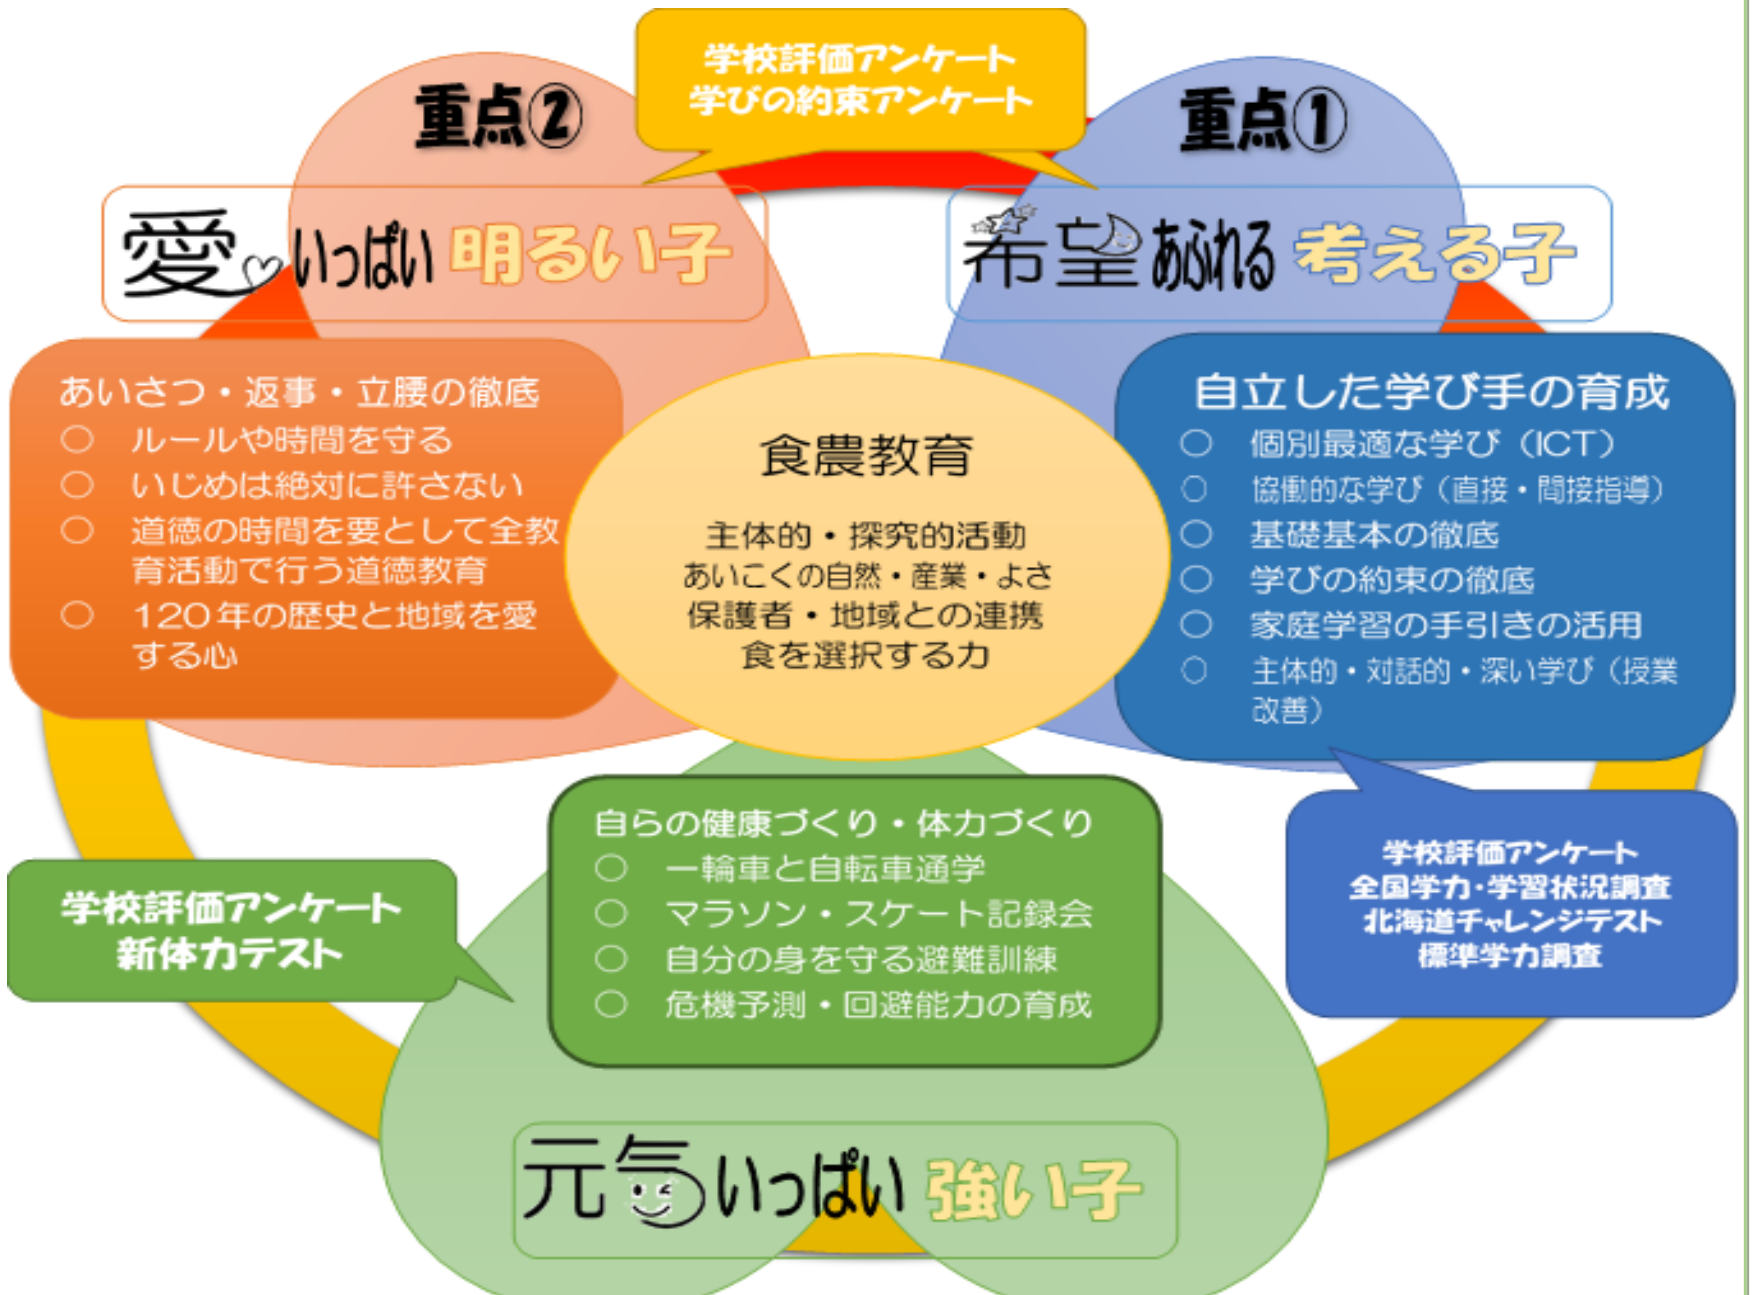 学校評価アンケート
学びの約束アンケート
重点②
愛いっぱい 明るい子
あいさつ・返事・立腰の徹底
○ ルールや時間を守る
○ いじめは絶対に許さない
○ 道徳の時間を要として全教
育活動で行う道徳教育
○ 120年の歴史と地域を愛
する心
重点①
希望あふれる 考える子
自立した学び手の育成
○ 個別最適な学び（ICT）
○ 協働的な学び（直接・間接指導）
○ 基礎基本の徹底
○ 学びの約束の徹底
○ 家庭学習の手引きの活用
○ 主体的・対話的・深い学び（授業
改善）
学校評価アンケート
全国学力・学習状況調査
北海道チャレンジテスト
標準学力調査
食農教育
主体的・探究的活動
あいこくの自然・産業・よさ
保護者・地域との連携
食を選択する力
自らの健康づくり・体力づくり
○ 一輪車と自転車通学
○ マラソン・スケート記録会
○ 自分の身を守る避難訓練
○ 危機予測・回避能力の育成
学校評価アンケート
新体力テスト
元気いっぱい 強い子